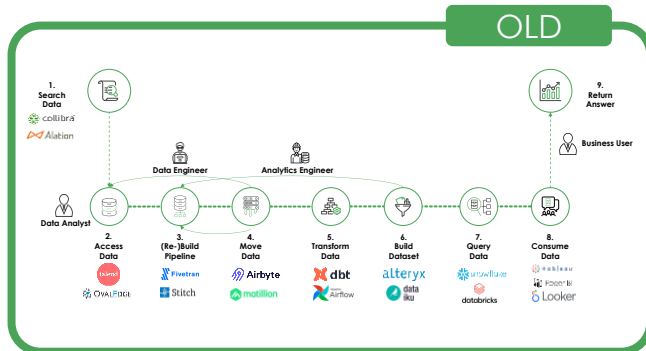 OLD
1.
Search
Data
collibra
Alation
9.
Return
Answer
Business User
Data Engineer
Analytics Engineer
Data Analyst
2.
Access
Data
talend
OVALEDGE
3.
(Re-)Build
Pipeline
Fivetran
Stitch
4.
Move
Data
Airbyte
matillion
5.
Transform
Data
dbt
Airflow
6.
Build
Dataset
alteryx
data
iku
7.
Query
Data
snowflake
databricks
8.
Consume
Data
tableau
Power BI
Looker